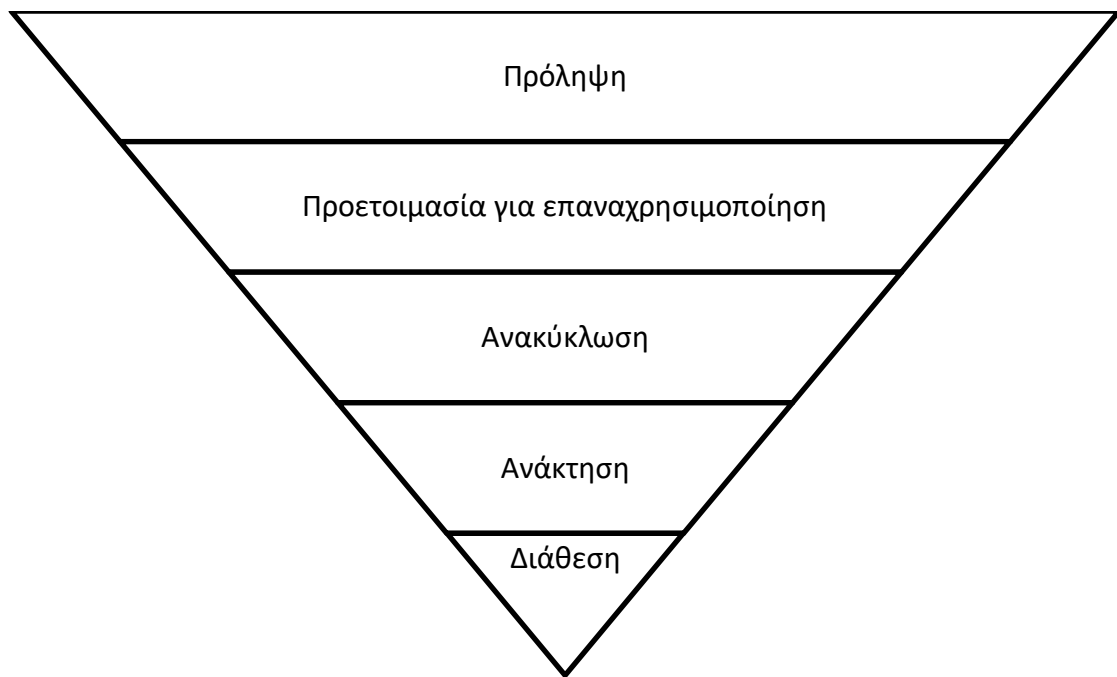 Πρόληψη
Προετοιμασία για επαναχρησιμοποίηση
Ανακύκλωση
Ανάκτηση
Διάθεση